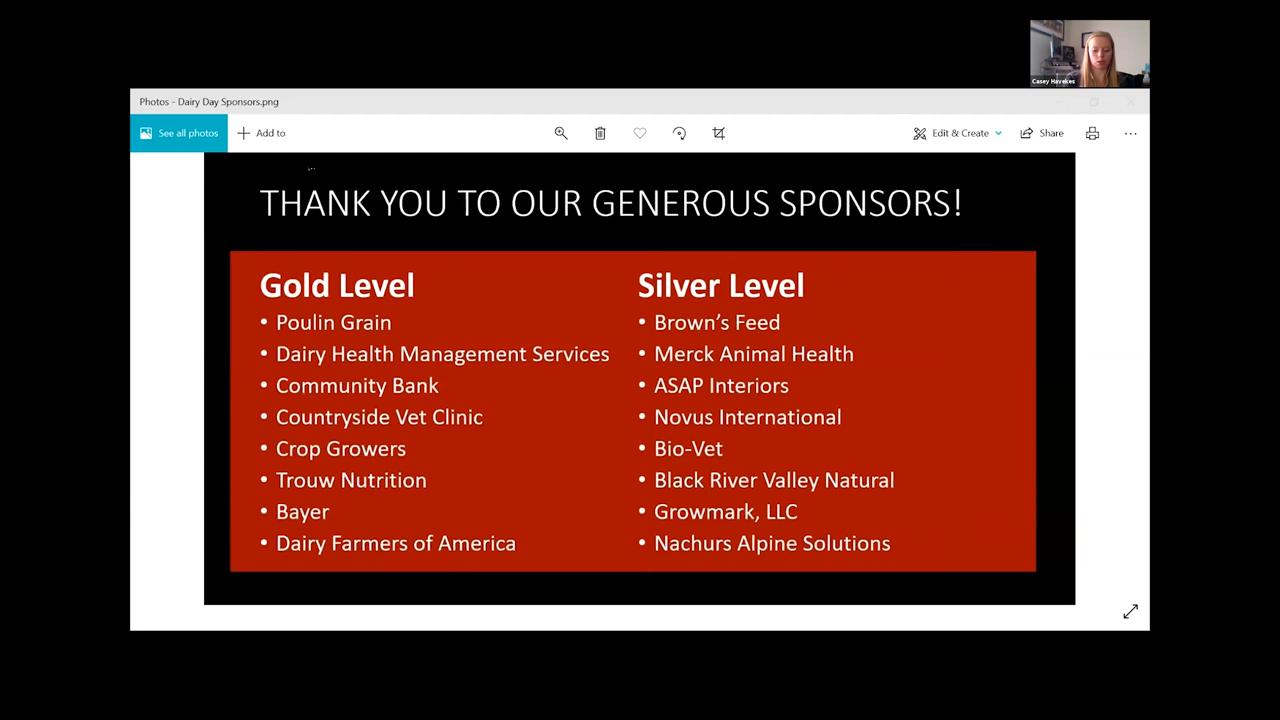 Casey Havekes
Photos - Dairy Day Sponsors.png
See all photos
Add to
Edit & Create
Share
THANK YOU TO OUR GENEROUS SPONSORS!
Gold Level
• Poulin Grain
• Dairy Health Management Services
• Community Bank
• Countryside Vet Clinic
• Crop Growers
• Trouw Nutrition
• Bayer
• Dairy Farmers of America
Silver Level
• Brown’s Feed
• Merck Animal Health
• ASAP Interiors
• Novus International
• Bio-Vet
• Black River Valley Natural
• Growmark, LLC
• Nachurs Alpine Solutions